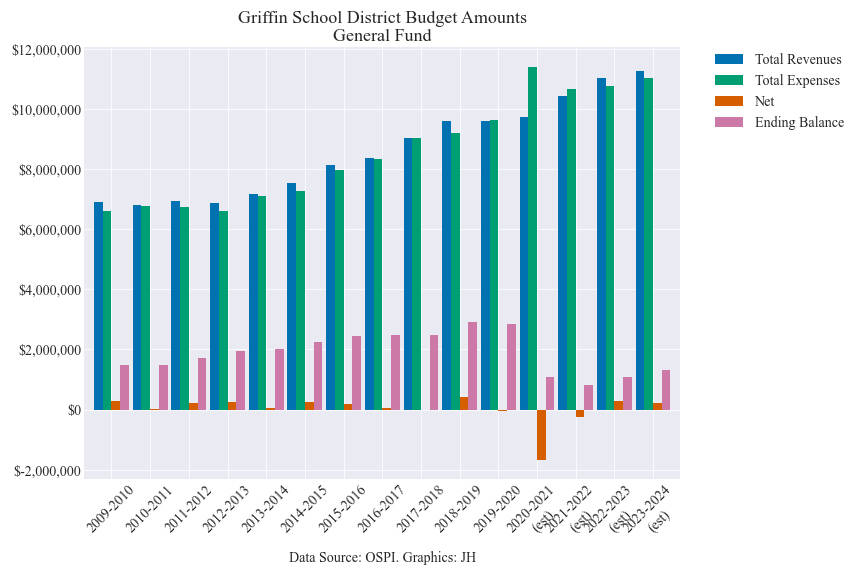 Griffin School District Budget Amounts
General Fund
$12,000,000
$10,000,000
$8,000,000
$6,000,000
$4,000,000
$2,000,000
$0
$-2,000,000
Total Revenues
Total Expenses
Net
Ending Balance
2009-2010
2010-2011
2011-2012
2012-2013
2013-2014
2014-2015
2015-2016
2016-2017
2017-2018
2018-2019
2019-2020
2020-2021
(est)
2021-2022
(est)
2022-2023
(est)
2023-2024
(est)
Data Source: OSPI. Graphics: JH